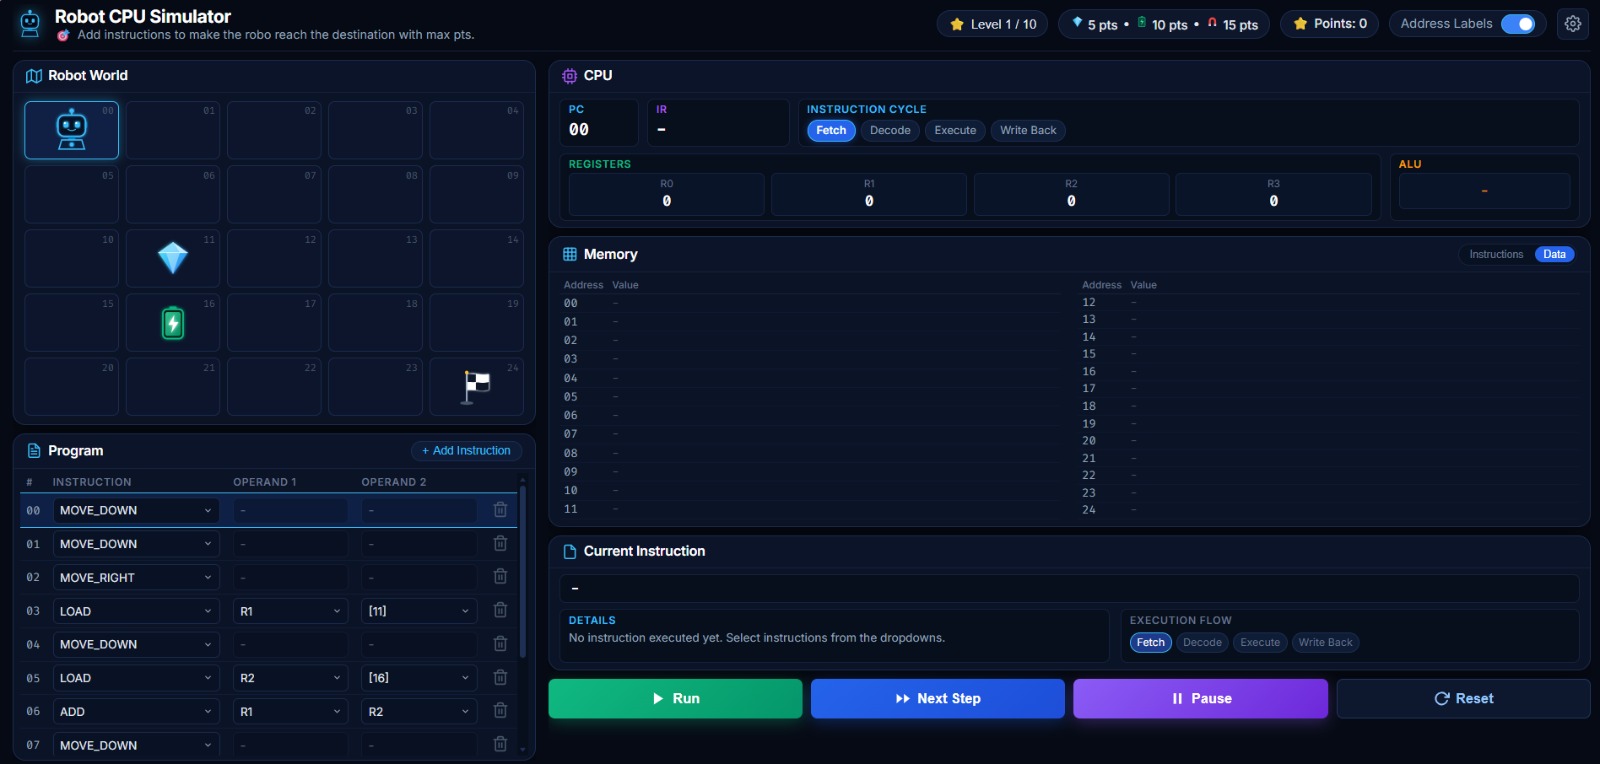 Robot CPU Simulator
Add instructions to make the robo reach the destination with max pts.
Level 1 / 10
5 pts • 10 pts • 15 pts
Points: 0
Address Labels
Robot World
00 01 02 03 04
05 06 07 08 09
10 11 12 13 14
15 16 17 18 19
20 21 22 23 24
Program
+ Add Instruction
# INSTRUCTION OPERAND 1 OPERAND 2
00 MOVE_DOWN - -
01 MOVE_DOWN - -
02 MOVE_RIGHT - -
03 LOAD R1 [11]
04 MOVE_DOWN - -
05 LOAD R2 [16]
06 ADD R1 R2
07 MOVE_DOWN - -
CPU
PC
00
IR
–
INSTRUCTION CYCLE
Fetch Decode Execute Write Back
REGISTERS
R0 R1 R2 R3
0 0 0 0
ALU
–
Memory
Instructions Data
Address Value
00 –
01 –
02 –
03 –
04 –
05 –
06 –
07 –
08 –
09 –
10 –
11 –
Address Value
12 –
13 –
14 –
15 –
16 –
17 –
18 –
19 –
20 –
21 –
22 –
23 –
24 –
Current Instruction
–
DETAILS
No instruction executed yet. Select instructions from the dropdowns.
EXECUTION FLOW
Fetch Decode Execute Write Back
Run
Next Step
Pause
Reset